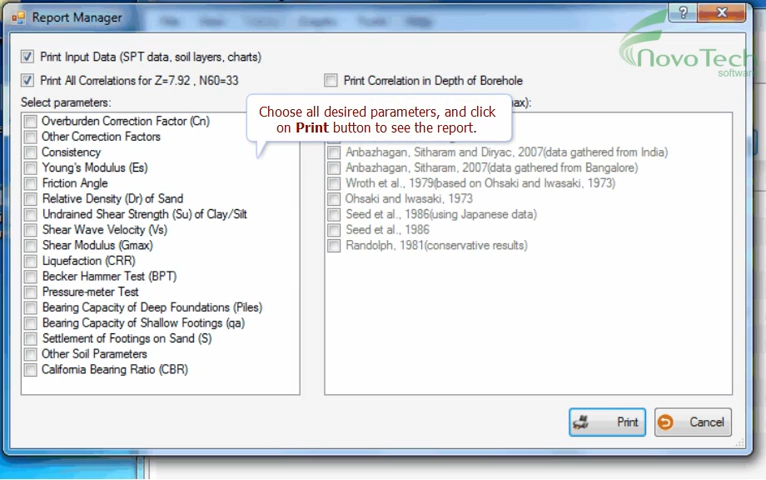 Report Manager
NovoTech
software
Print Input Data (SPT data, soil layers, charts)
Print All Correlations for Z=7.92 , N60=33
Print Correlation in Depth of Borehole
Select parameters:
max):
Choose all desired parameters, and click
on Print button to see the report.
Overburden Correction Factor (Cn)
Other Correction Factors
Consistency
Young's Modulus (Es)
Friction Angle
Relative Density (Dr) of Sand
Undrained Shear Strength (Su) of Clay/Silt
Shear Wave Velocity (Vs)
Shear Modulus (Gmax)
Liquefaction (CRR)
Becker Hammer Test (BPT)
Pressure-meter Test
Bearing Capacity of Deep Foundations (Piles)
Bearing Capacity of Shallow Footings (qa)
Settlement of Footings on Sand (S)
Other Soil Parameters
California Bearing Ratio (CBR)
Anbazhagan, Sitharam and Diryac, 2007(data gathered from India)
Anbazhagan, Sitharam, 2007(data gathered from Bangalore)
Wroth et al., 1979(based on Ohsaki and Iwasaki, 1973)
Ohsaki and Iwasaki, 1973
Seed et al., 1986(using Japanese data)
Seed et al., 1986
Randolph, 1981(conservative results)
Print
Cancel